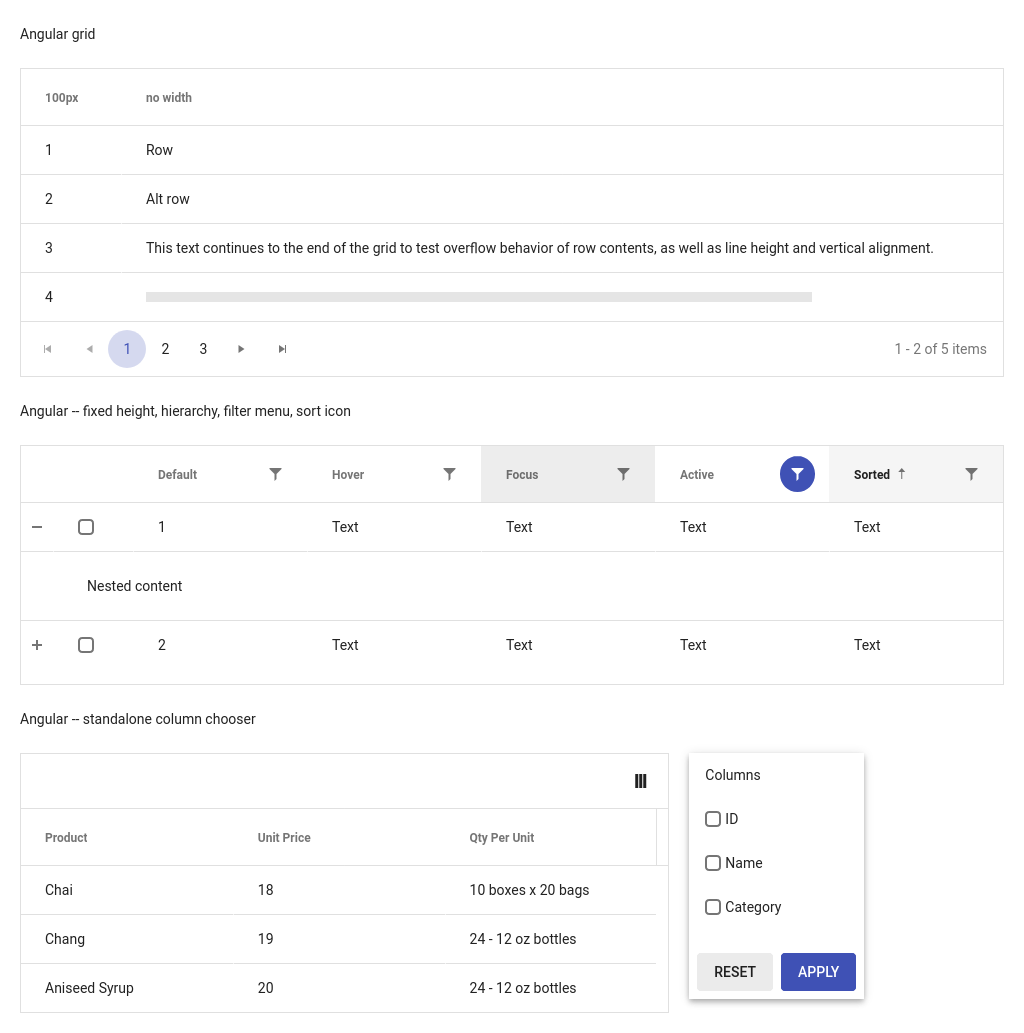 Angular grid
100px no width
1 Row
2 Alt row
3 This text continues to the end of the grid to test overflow behavior of row contents, as well as line height and vertical alignment.
4
1 2 3 1 - 2 of 5 items
Angular -- fixed height, hierarchy, filter menu, sort icon
Default Hover Focus Active Sorted
1 Text Text Text Text
Nested content
2 Text Text Text Text
Angular -- standalone column chooser
Product Unit Price Qty Per Unit
Chai 18 10 boxes x 20 bags
Chang 19 24 - 12 oz bottles
Aniseed Syrup 20 24 - 12 oz bottles
Columns
ID
Name
Category
RESET APPLY